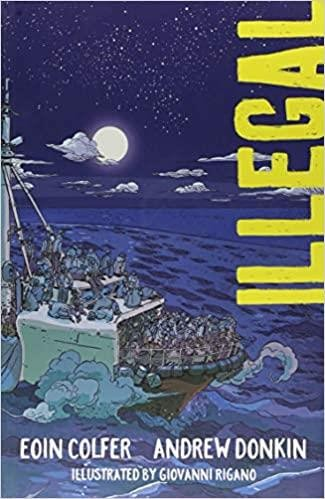 ILLEGAL
EOIN COLFER ANDREW DONKIN
ILLUSTRATED BY GIOVANNI RIGANO